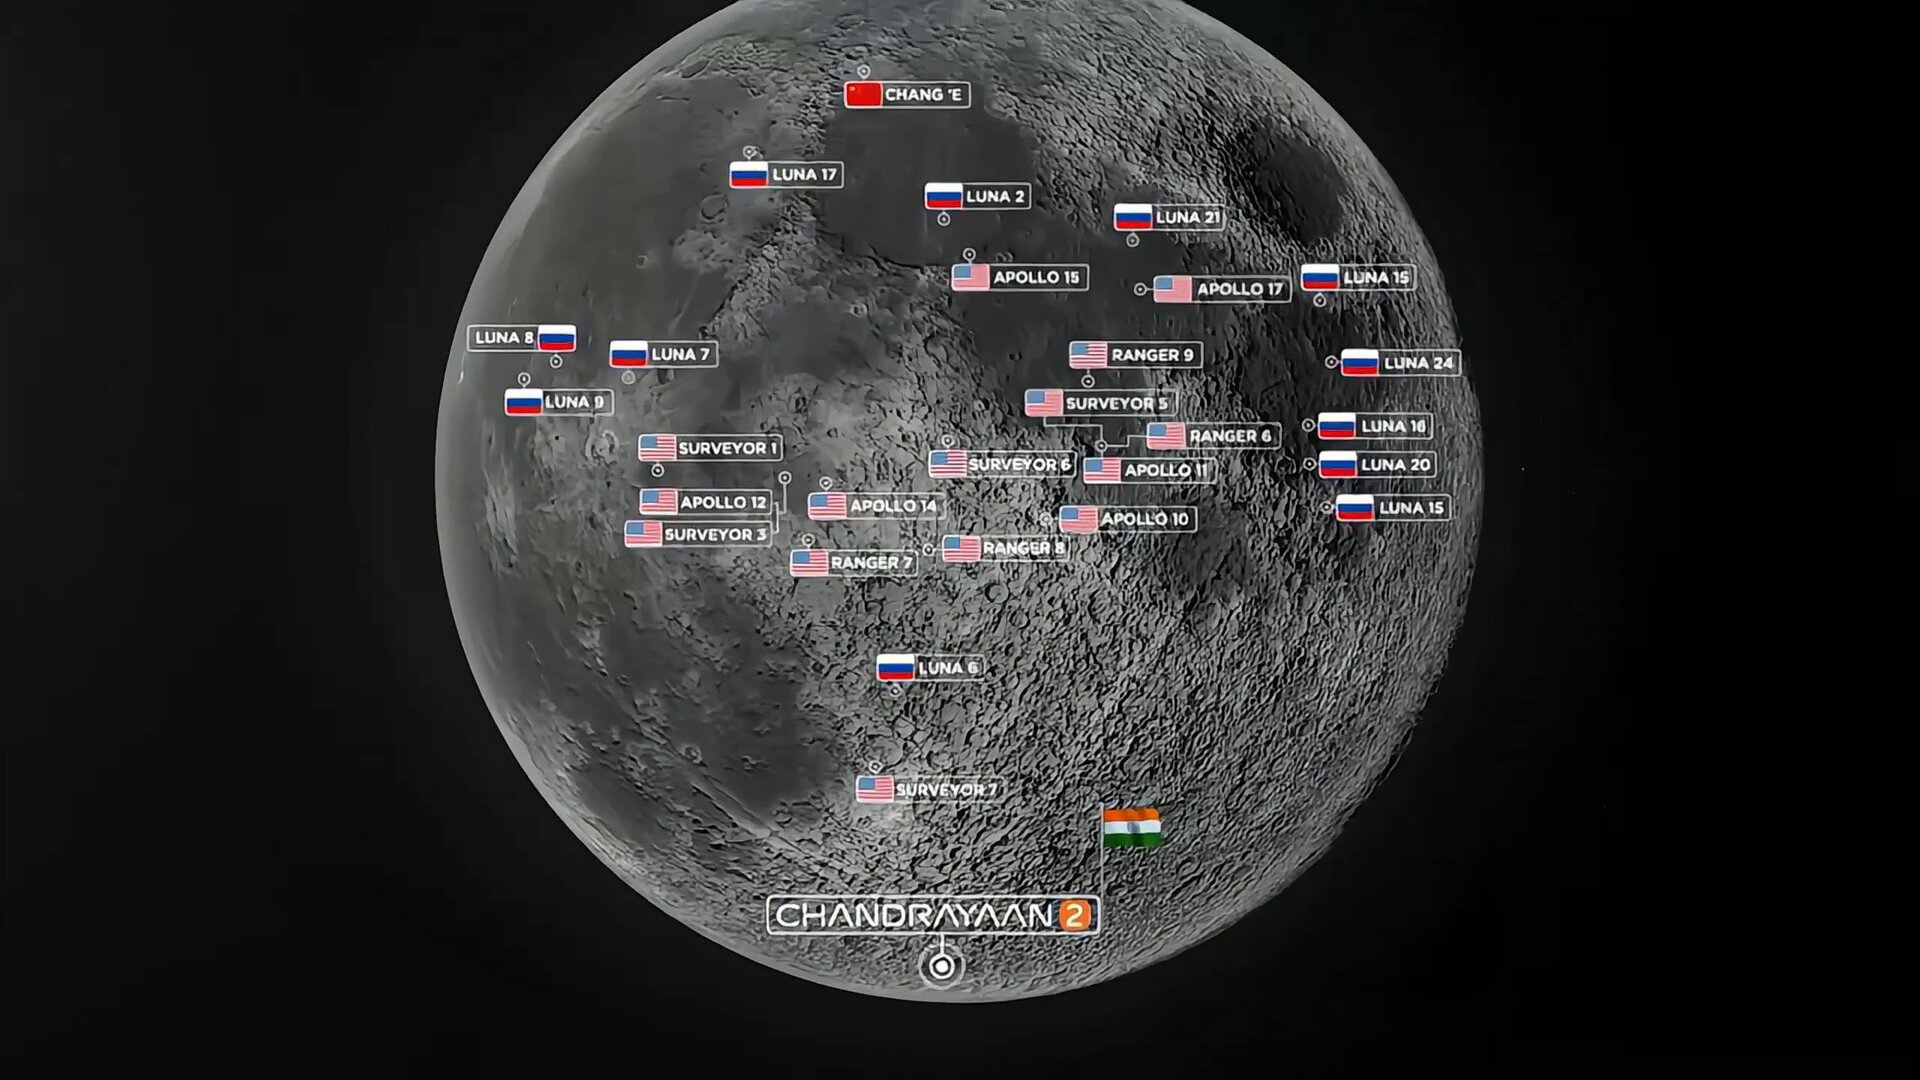 CHANG 'E
LUNA 17
LUNA 2
LUNA 21
APOLLO 15
APOLLO 17
LUNA 15
LUNA 8
LUNA 7
RANGER 9
LUNA 24
LUNA 9
SURVEYOR 5
LUNA 16
RANGER 6
SURVEYOR 1
SURVEYOR 6
APOLLO 11
LUNA 20
APOLLO 12
APOLLO 14
LUNA 15
APOLLO 10
SURVEYOR 3
RANGER 8
RANGER 7
LUNA 6
SURVEYOR 7
CHANDRAYAAN 2